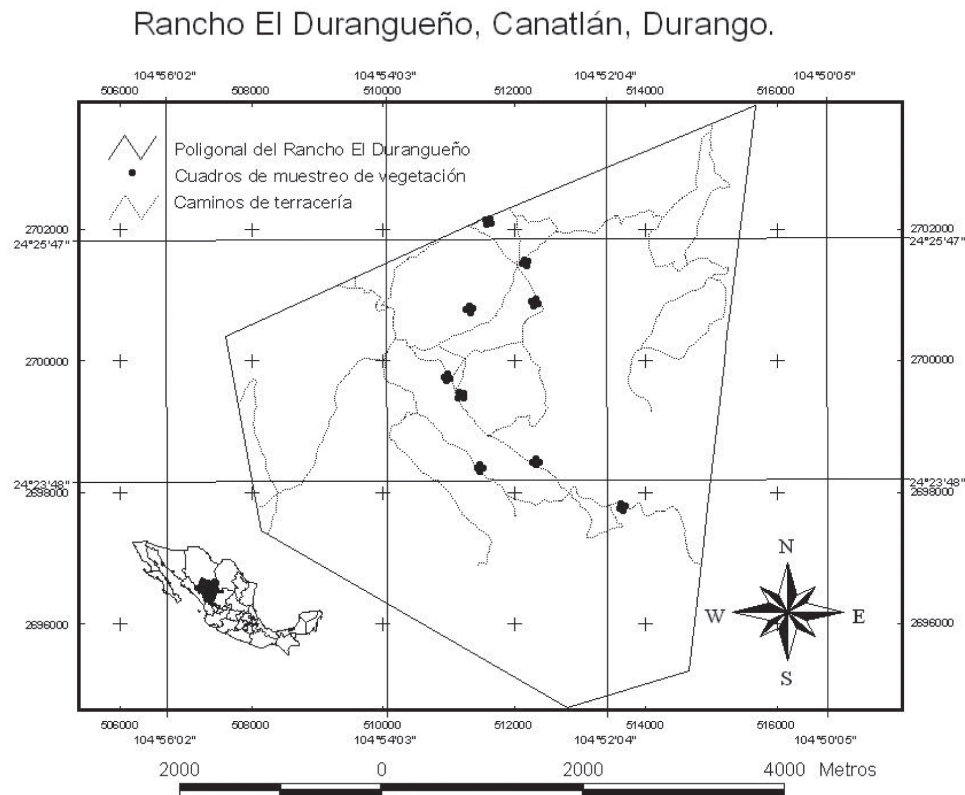 Rancho El Durangueño, Canatlán, Durango.
104°56'02" 104°54'03" 104°52'04" 104°50'05"
506000 508000 510000 512000 514000 516000
Poligonal del Rancho El Durangueño
Cuadros de muestreo de vegetación
Caminos de terracería
2702000 2702000
24°25'47" 24°25'47"
2700000 2700000
24°23'48" 24°23'48"
2698000 2698000
N
W E
S
2696000 2696000
506000 508000 510000 512000 514000 516000
104°56'02" 104°54'03" 104°52'04" 104°50'05"
2000 0 2000 4000 Metros